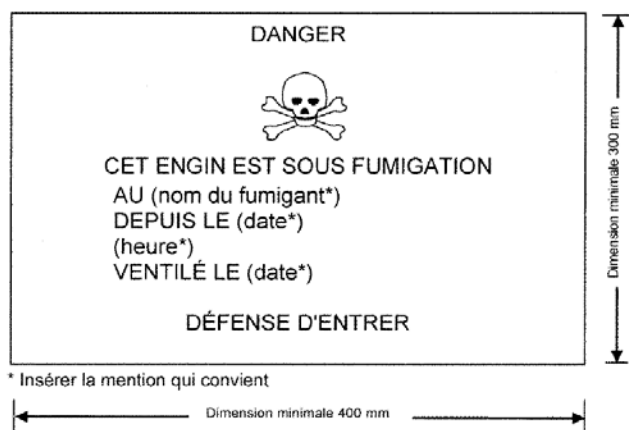 DANGER
CET ENGIN EST SOUS FUMIGATION
AU (nom du fumigant*)
DEPUIS LE (date*)
(heure*)
VENTILÉ LE (date*)
DÉFENSE D'ENTRER
Dimension minimale 300 mm
* Insérer la mention qui convient
Dimension minimale 400 mm